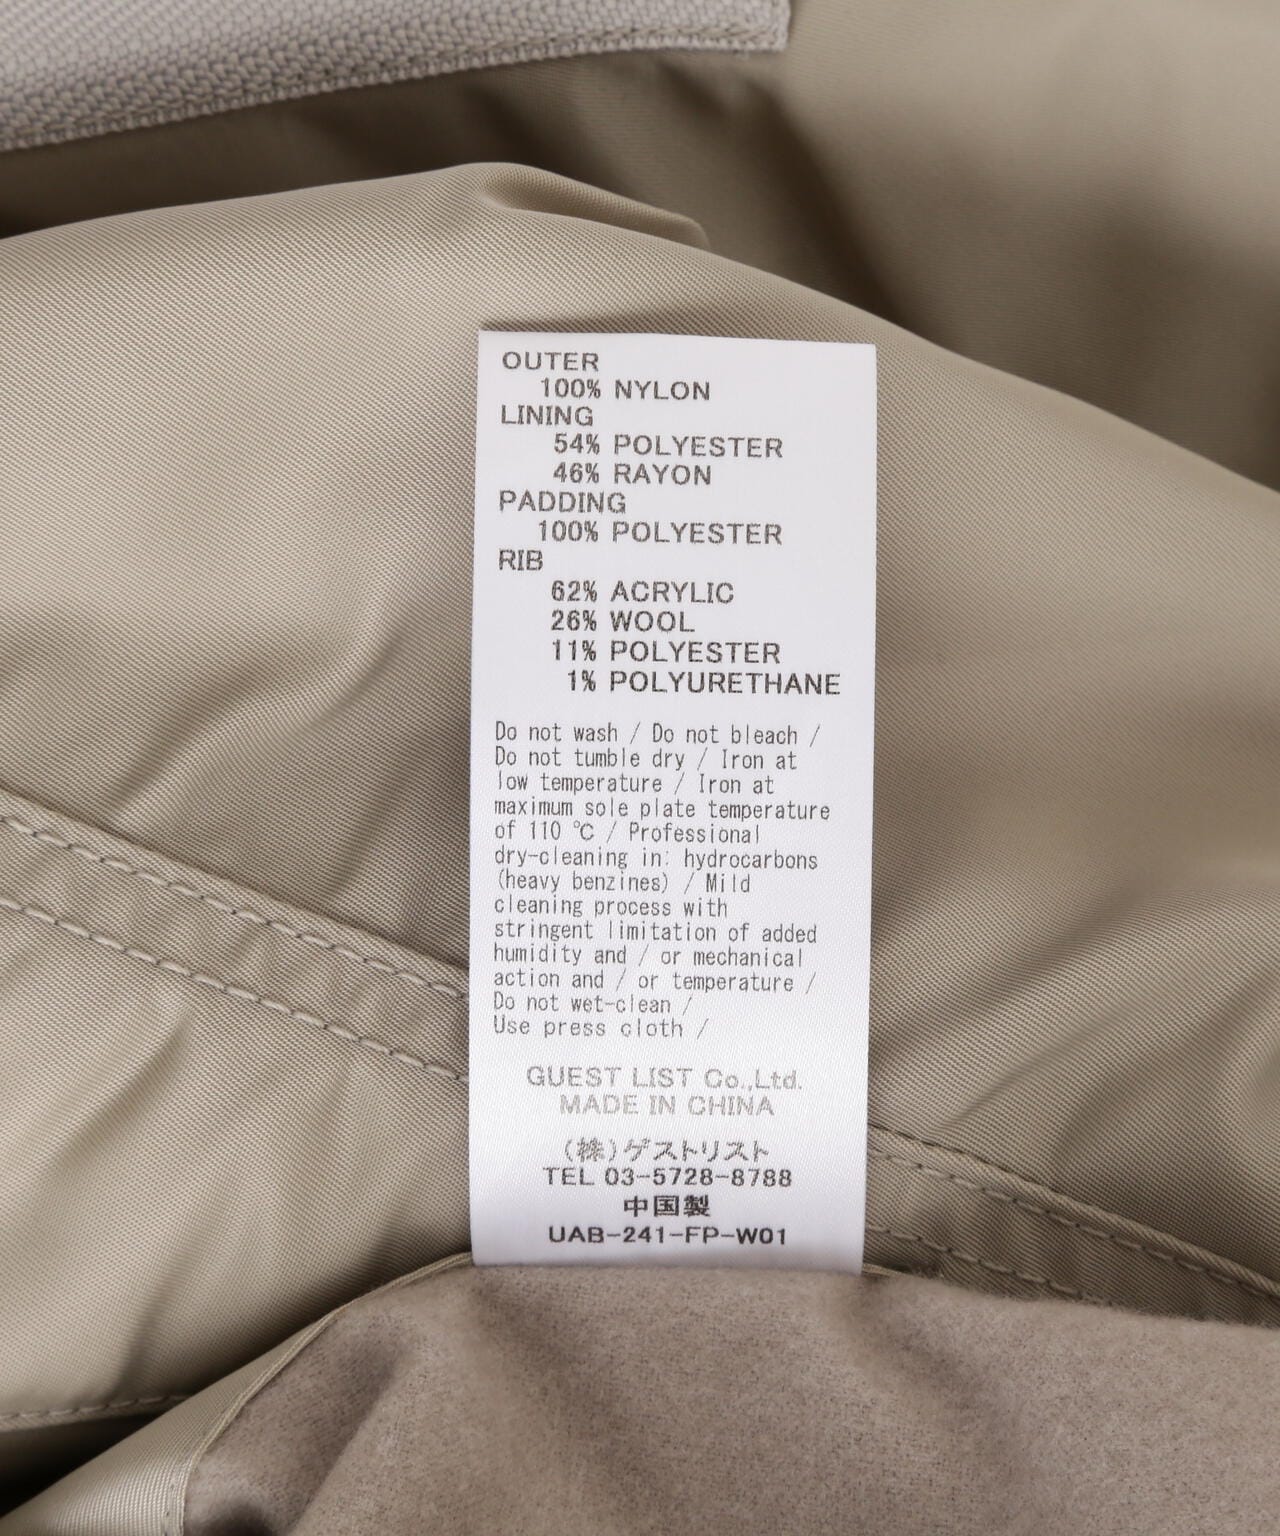 OUTER
100% NYLON
LINING
54% POLYESTER
46% RAYON
PADDING
100% POLYESTER
RIB
62% ACRYLIC
26% WOOL
11% POLYESTER
1% POLYURETHANE
Do not wash / Do not bleach /
Do not tumble dry / Iron at
low temperature / Iron at
maximum sole plate temperature
of 110 ℃ / Professional
dry-cleaning in: hydrocarbons
(heavy benzines) / Mild
cleaning process with
stringent limitation of added
humidity and / or mechanical
action and / or temperature /
Do not wet-clean /
Use press cloth /
GUEST LIST Co.,Ltd.
MADE IN CHINA
(株)ゲストリスト
TEL 03-5728-8788
中国製
UAB-241-FP-W01